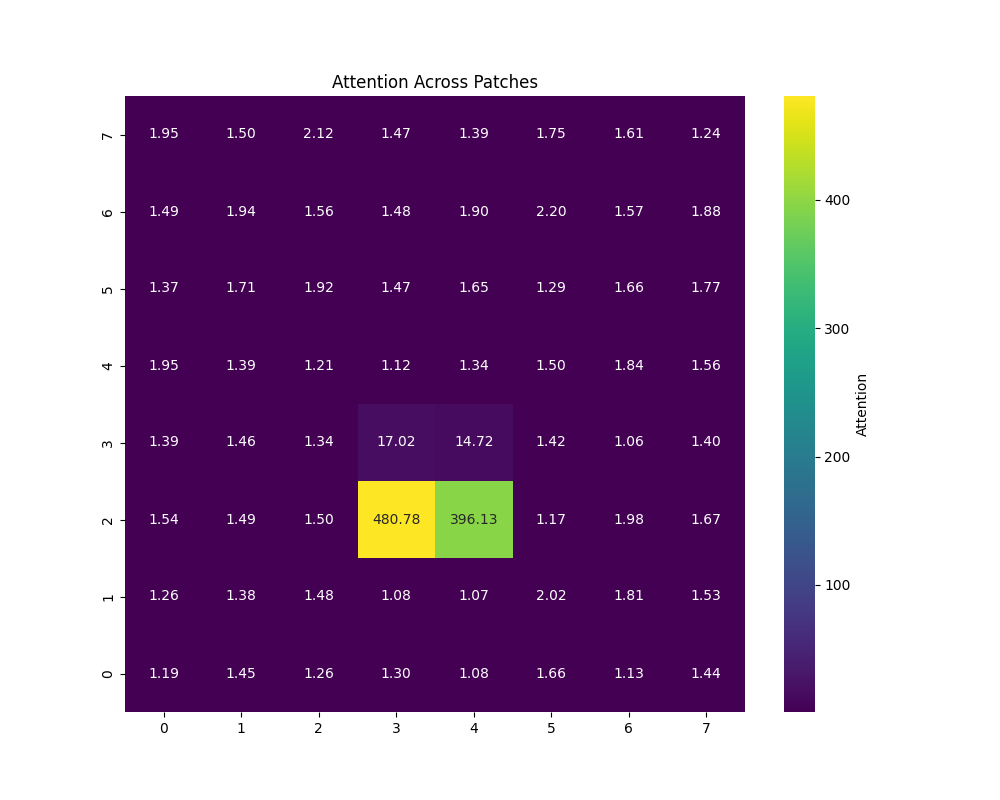 Attention Across Patches
7 1.95 1.50 2.12 1.47 1.39 1.75 1.61 1.24
6 1.49 1.94 1.56 1.48 1.90 2.20 1.57 1.88
5 1.37 1.71 1.92 1.47 1.65 1.29 1.66 1.77
4 1.95 1.39 1.21 1.12 1.34 1.50 1.84 1.56
3 1.39 1.46 1.34 17.02 14.72 1.42 1.06 1.40
2 1.54 1.49 1.50 480.78 396.13 1.17 1.98 1.67
1 1.26 1.38 1.48 1.08 1.07 2.02 1.81 1.53
0 1.19 1.45 1.26 1.30 1.08 1.66 1.13 1.44
0 1 2 3 4 5 6 7
400
300
200
100
Attention